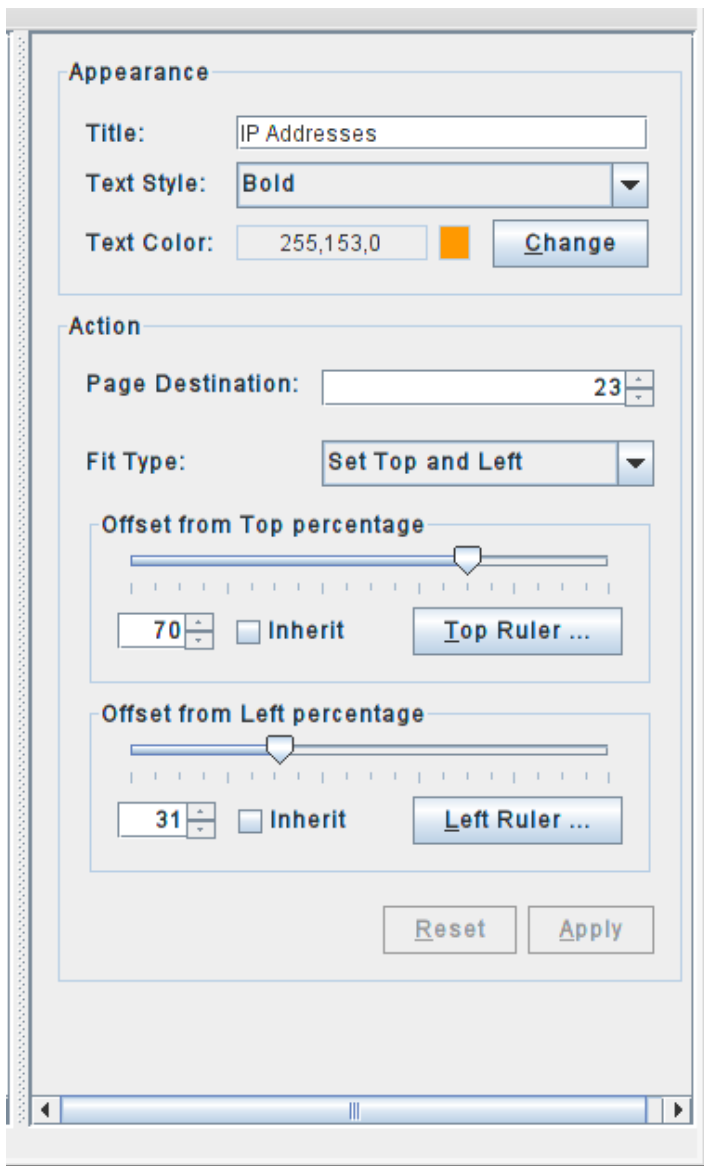 Appearance
Title: IP Addresses
Text Style: Bold
Text Color: 255,153,0 Change
Action
Page Destination: 23
Fit Type: Set Top and Left
Offset from Top percentage
70 Inherit Top Ruler ...
Offset from Left percentage
31 Inherit Left Ruler ...
Reset Apply